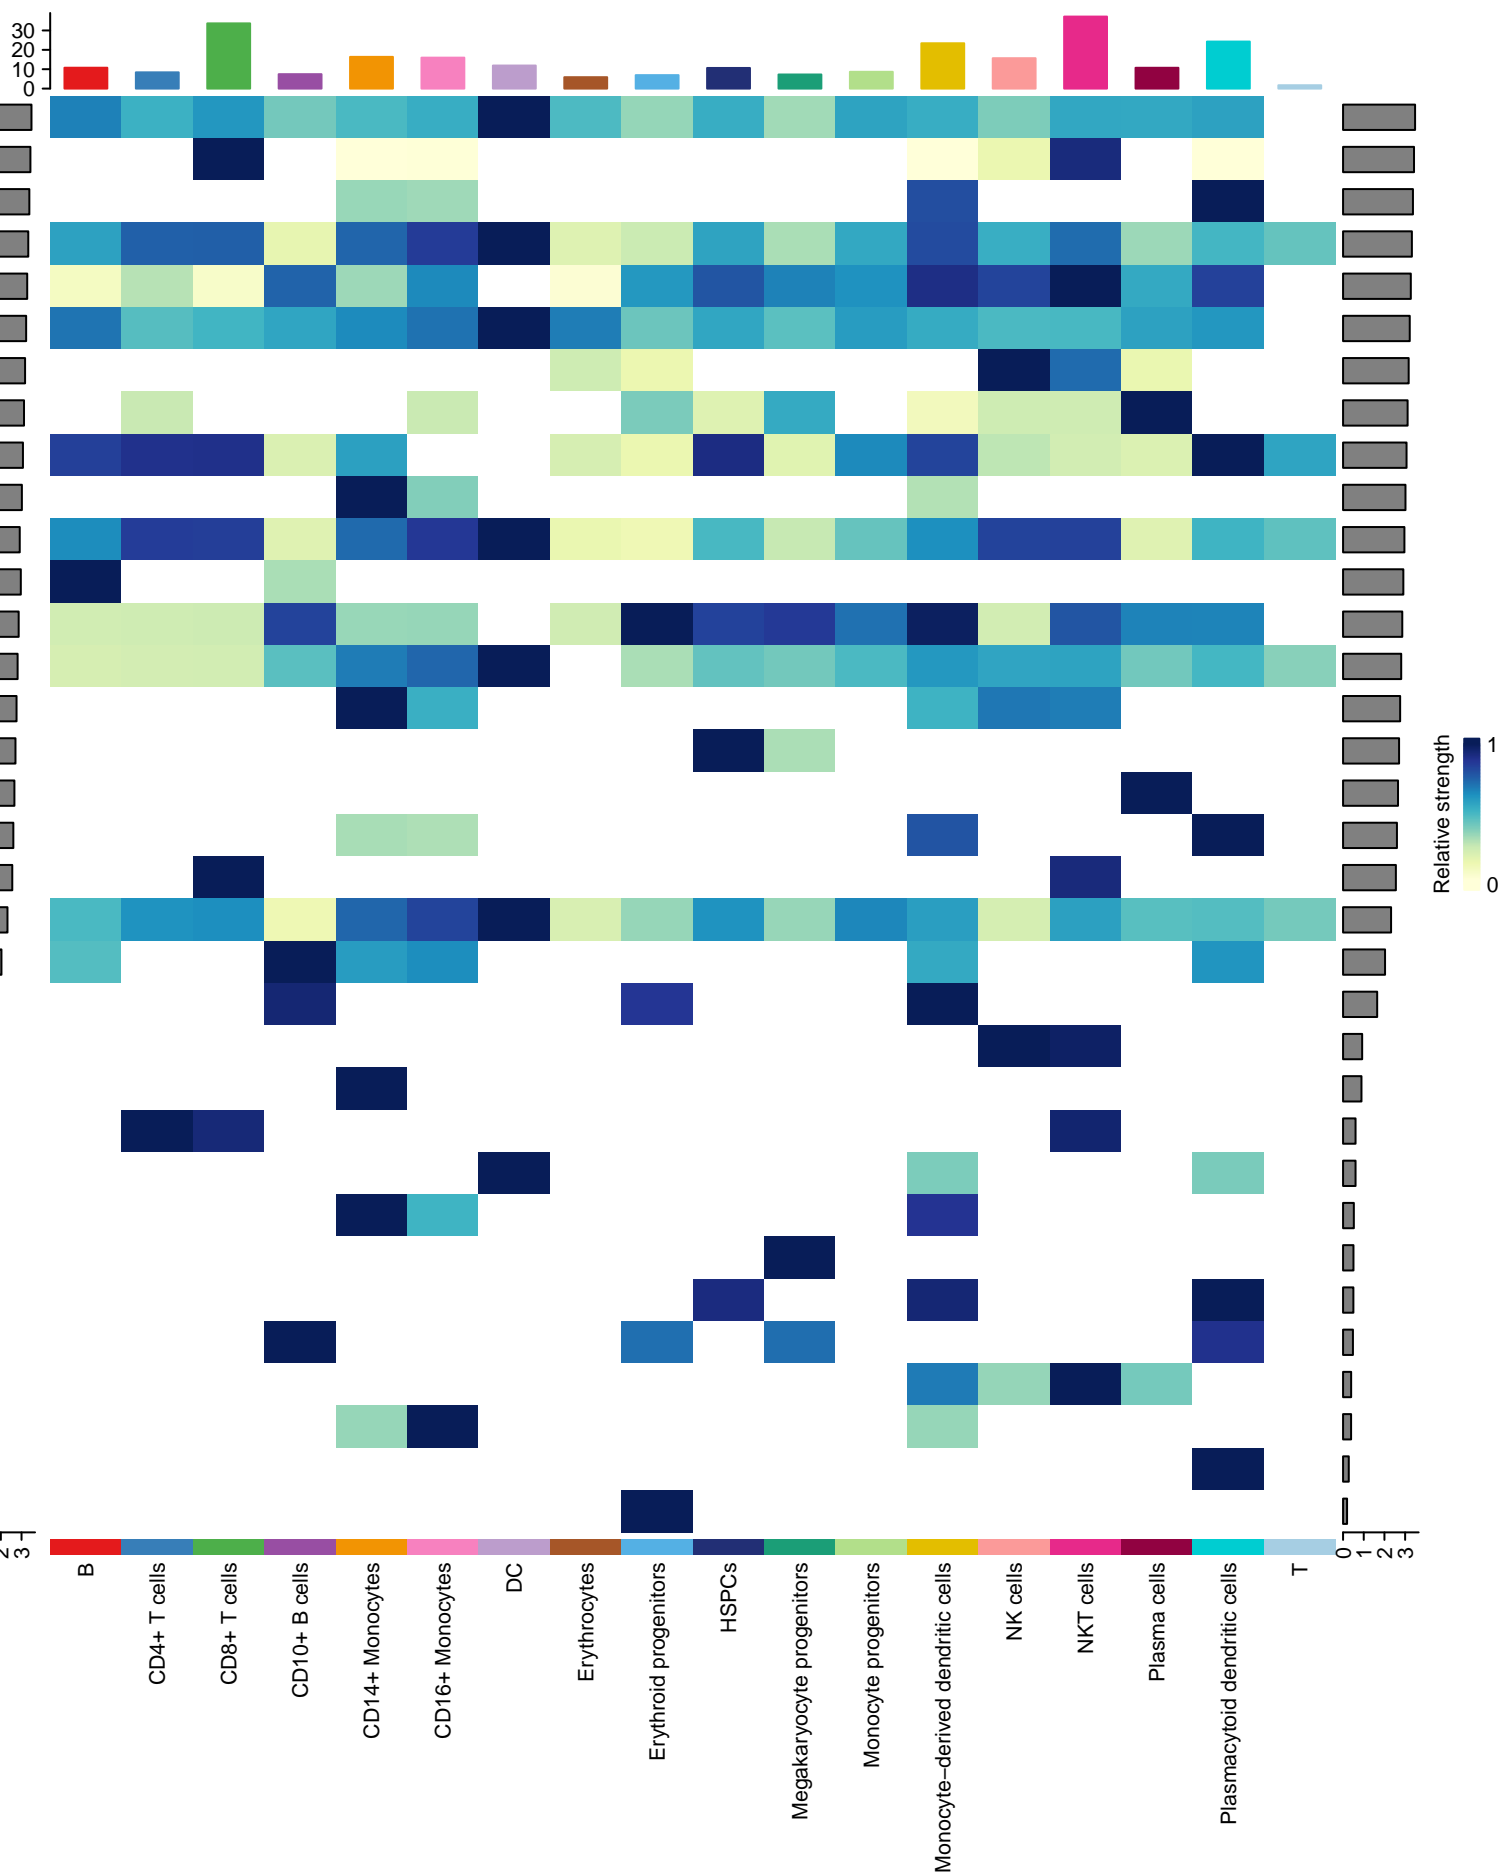 30
20
10
0
Relative strength
1
0
2
3
B
CD4+ T cells
CD8+ T cells
CD10+ B cells
CD14+ Monocytes
CD16+ Monocytes
DC
Erythrocytes
Erythroid progenitors
HSPCs
Megakaryocyte progenitors
Monocyte progenitors
Monocyte−derived dendritic cells
NK cells
NKT cells
Plasma cells
Plasmacytoid dendritic cells
T
0
1
2
3